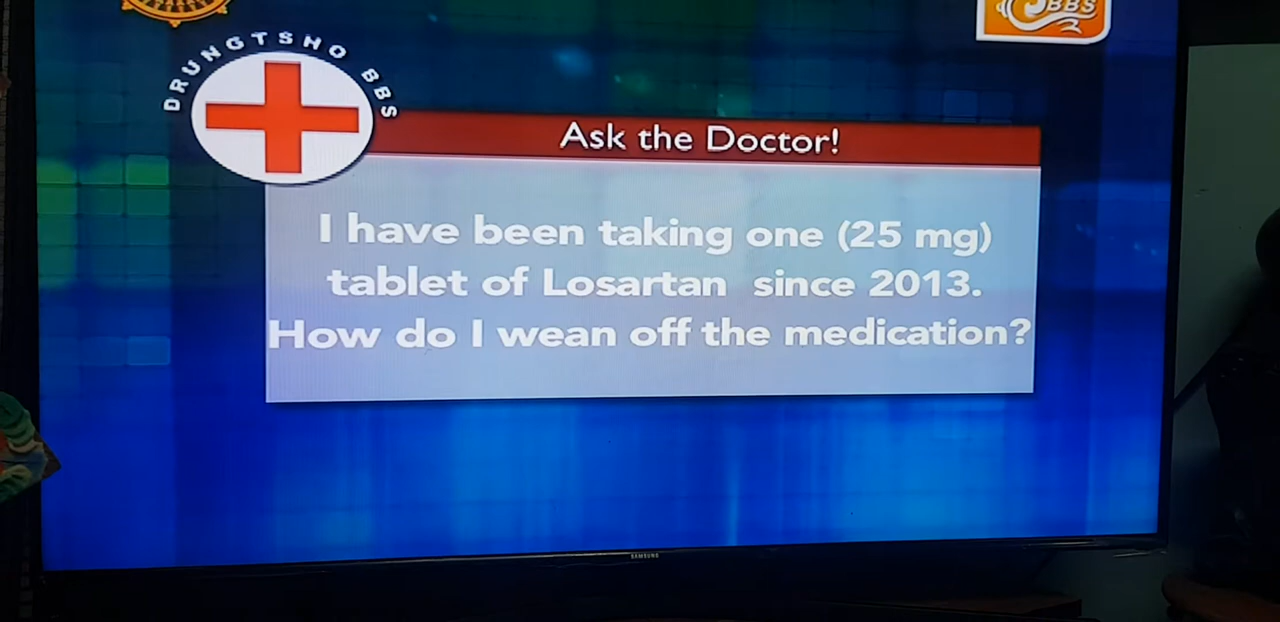 DRUNGTSHO BBS
BBS
Ask the Doctor!
I have been taking one (25 mg)
tablet of Losartan since 2013.
How do I wean off the medication?
SAMSUNG